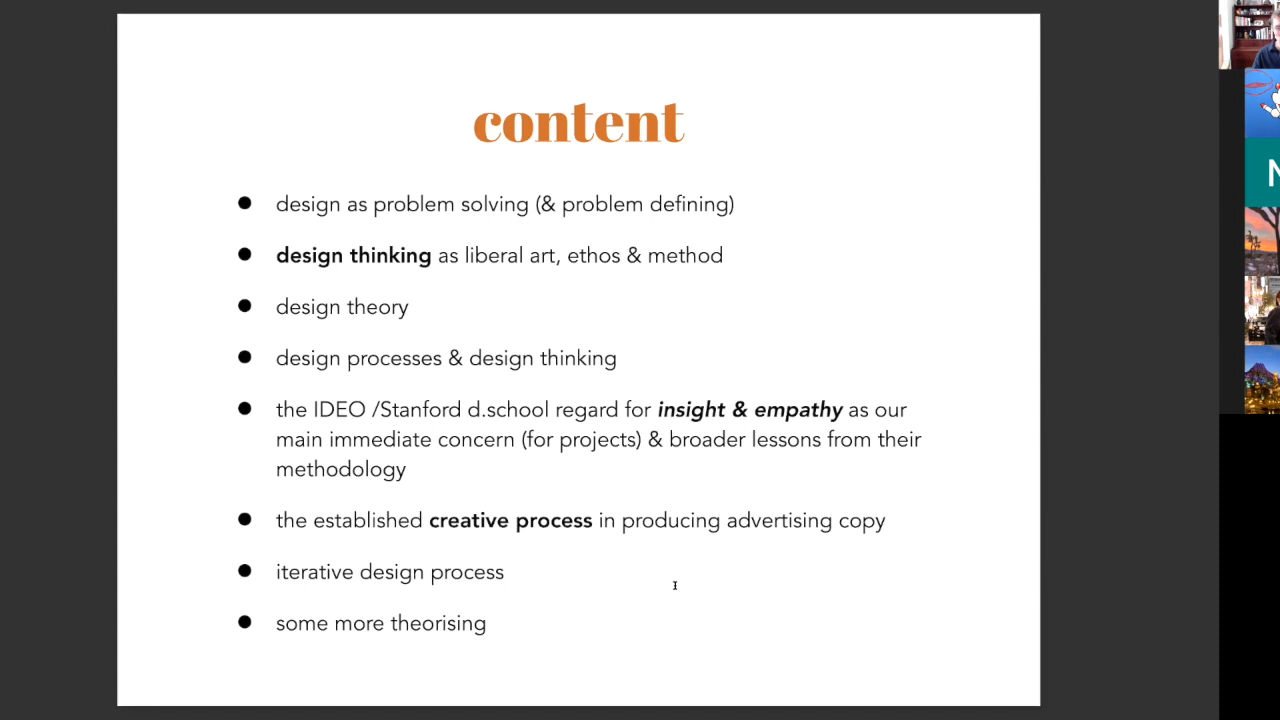 content
design as problem solving (& problem defining)
design thinking as liberal art, ethos & method
design theory
design processes & design thinking
the IDEO /Stanford d.school regard for insight & empathy as our
main immediate concern (for projects) & broader lessons from their
methodology
the established creative process in producing advertising copy
iterative design process
some more theorising